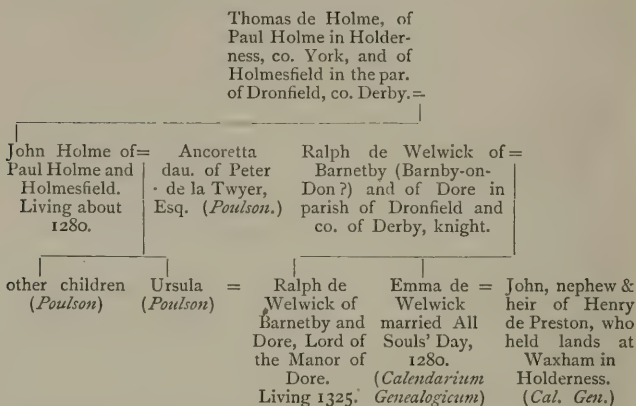 Thomas de Holme, of
Paul Holme in Holder-
ness, co. York, and of
Holmesfield in the par.
of Dronfield, co. Derby.=
John Holme of=
Paul Holme and
Holmesfield.
Living about
1280.
Ancoretta
dau. of Peter
de la Twyer,
Esq. (Poulson.)
Ralph de Welwick of=
Barnetby (Barnby-on-
Don?) and of Dore in
parish of Dronfield and
co. of Derby, knight.
other children
(Poulson)
Ursula =
(Poulson)
Ralph de
Welwick of
Barnetby and
Dore, Lord of
the Manor of
Dore.
Living 1325.
Emma de =
Welwick
married All
Souls' Day,
1280.
(Calendarium
Genealogicum)
John, nephew &
heir of Henry
de Preston, who
held lands at
Waxham in
Holderness.
(Cal. Gen.)